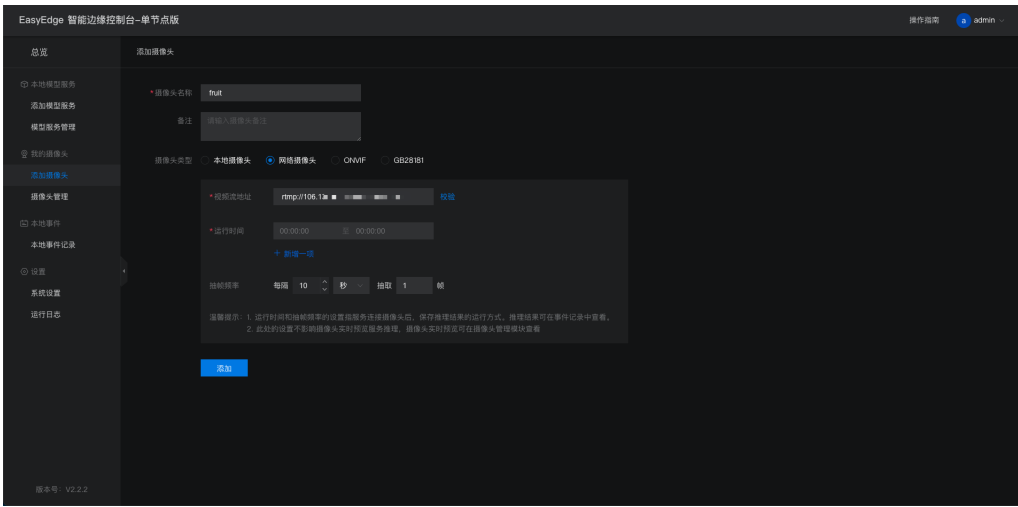 EasyEdge 智能边缘控制台-单节点版
操作指南
a admin
总览
添加摄像头
本地模型服务
添加模型服务
模型服务管理
我的摄像头
添加摄像头
摄像头管理
本地事件
本地事件记录
设置
系统设置
运行日志
版本号: V2.2.2
*摄像头名称 fruit
备注 请输入摄像头备注
摄像头类型 本地摄像头 网络摄像头 ONVIF GB28181
*视频流地址 rtmp://106.1 校验
*运行时间 00:00:00 至 00:00:00
+ 新增一项
抽帧频率 每隔 10 秒 抽取 1 帧
温馨提示: 1. 运行时间和抽帧频率的设置指服务连接摄像头后，保存推理结果的运行方式。推理结果可在事件记录中查看。
2. 此处的设置不影响摄像头实时预览服务推理，摄像头实时预览可在摄像头管理模块查看
添加